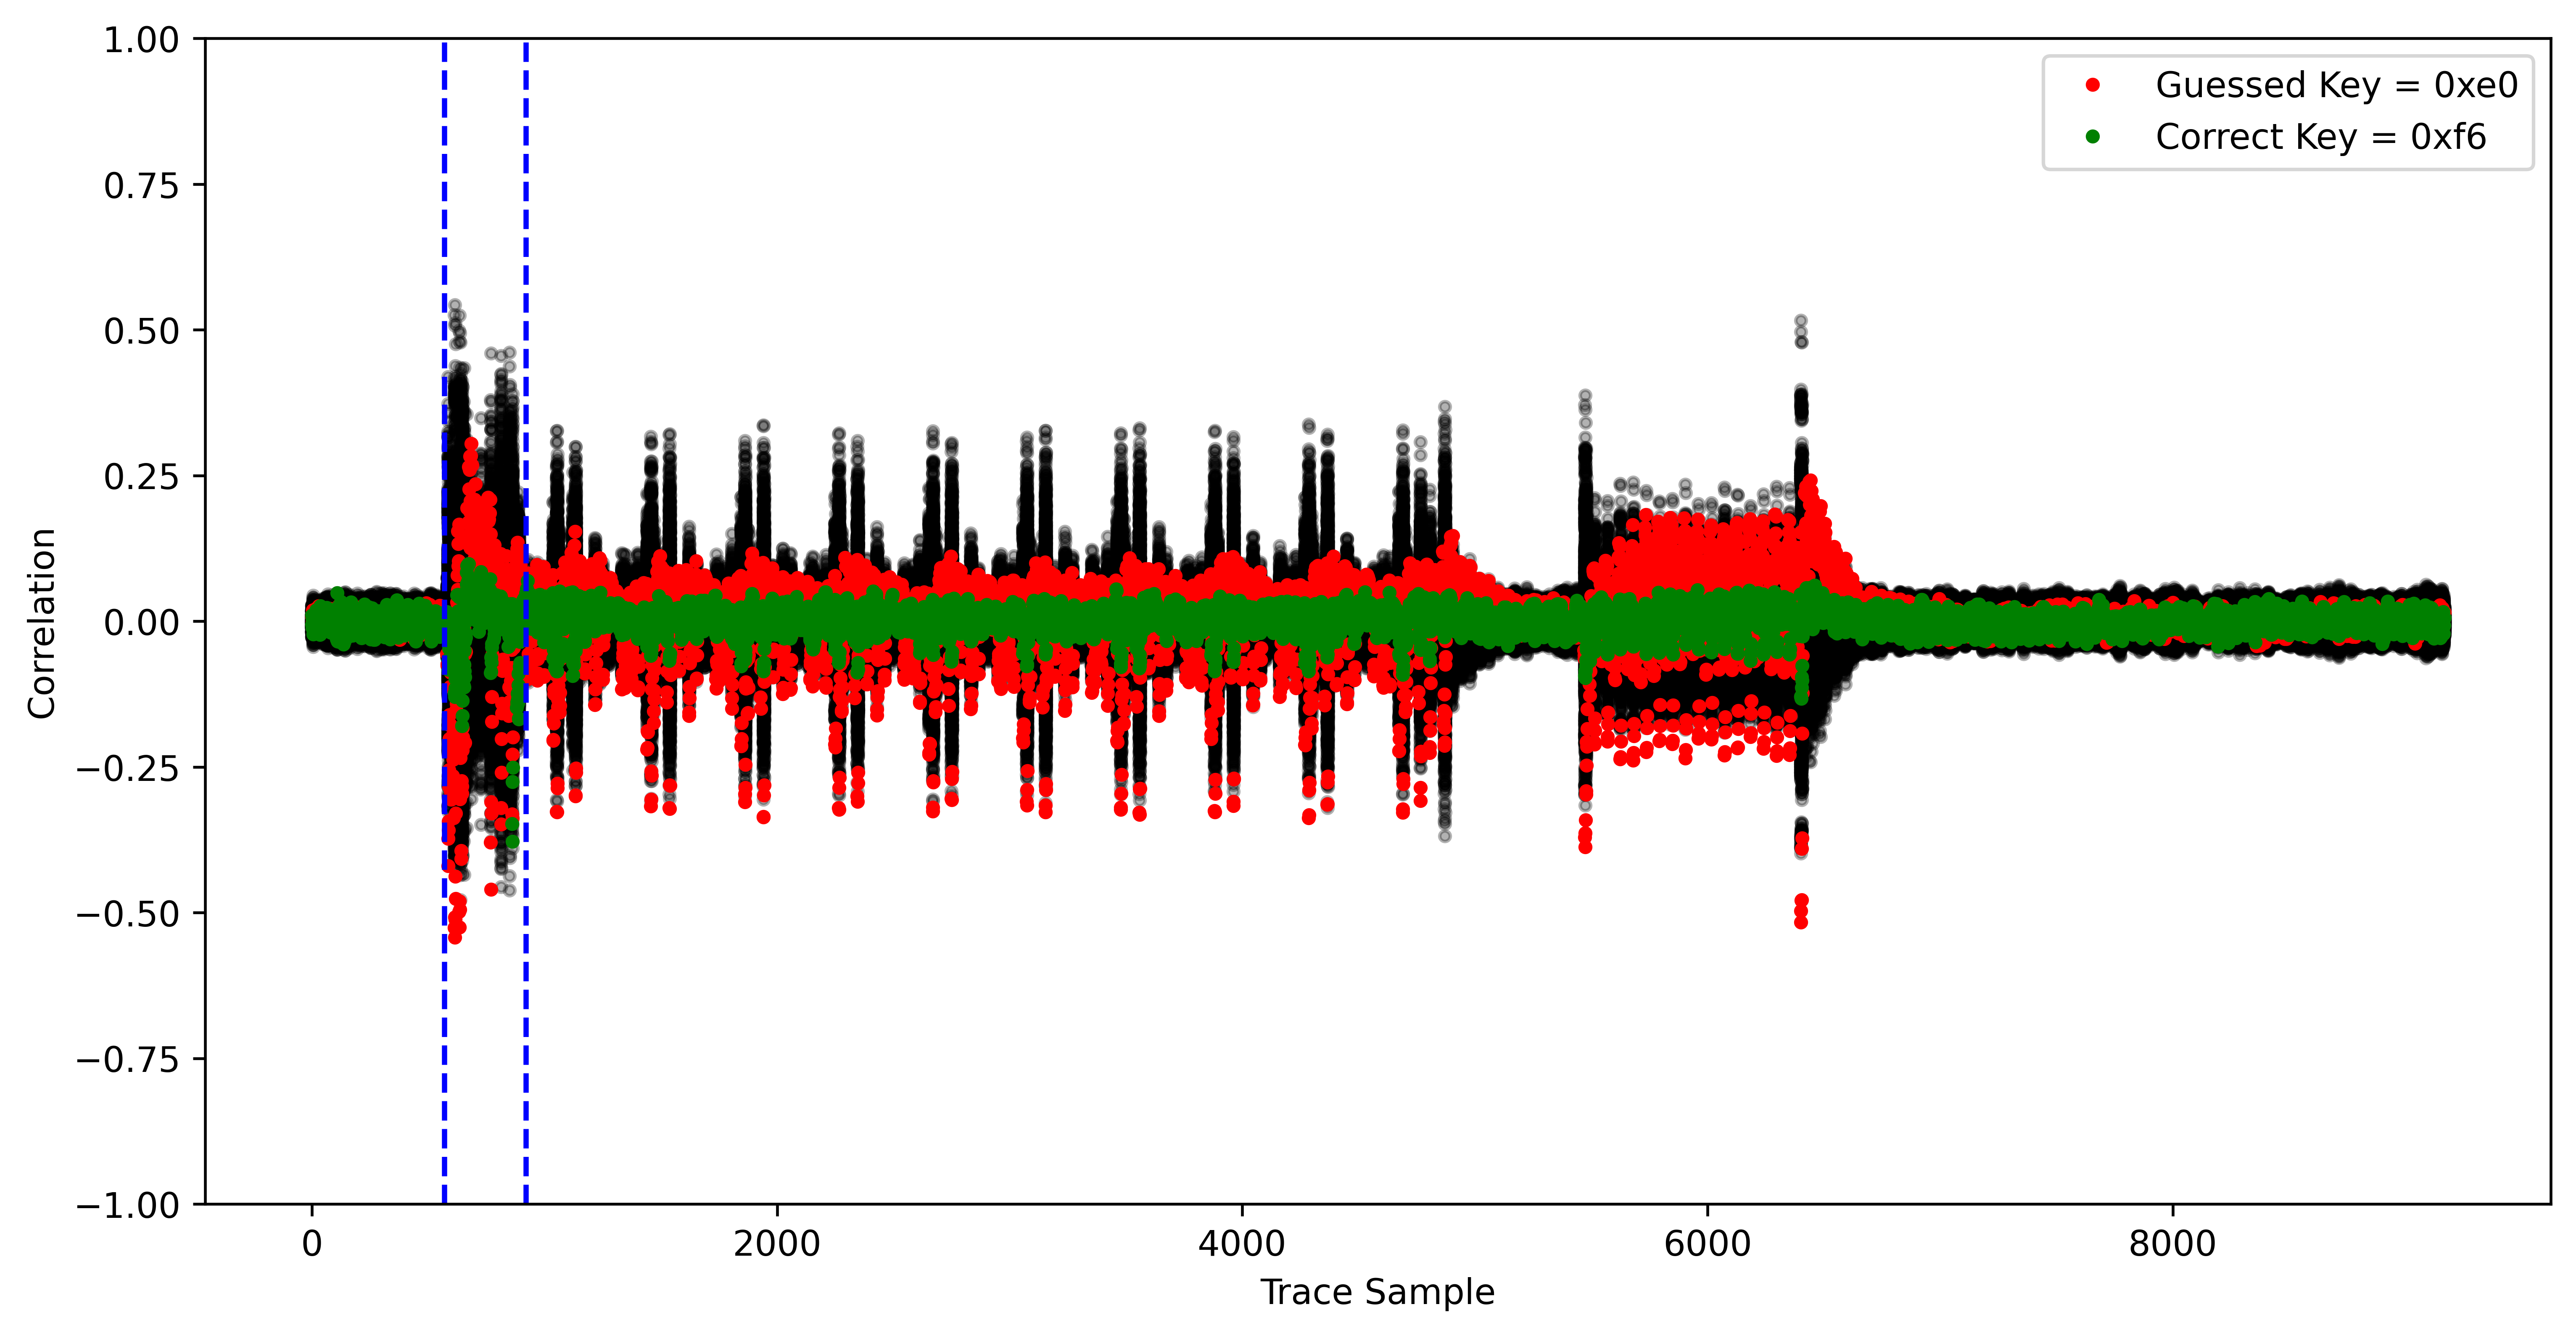 1.00
0.75
0.50
0.25
0.00
−0.25
−0.50
−0.75
−1.00
Correlation
Guessed Key = 0xe0
Correct Key = 0xf6
0 2000 4000 6000 8000
Trace Sample